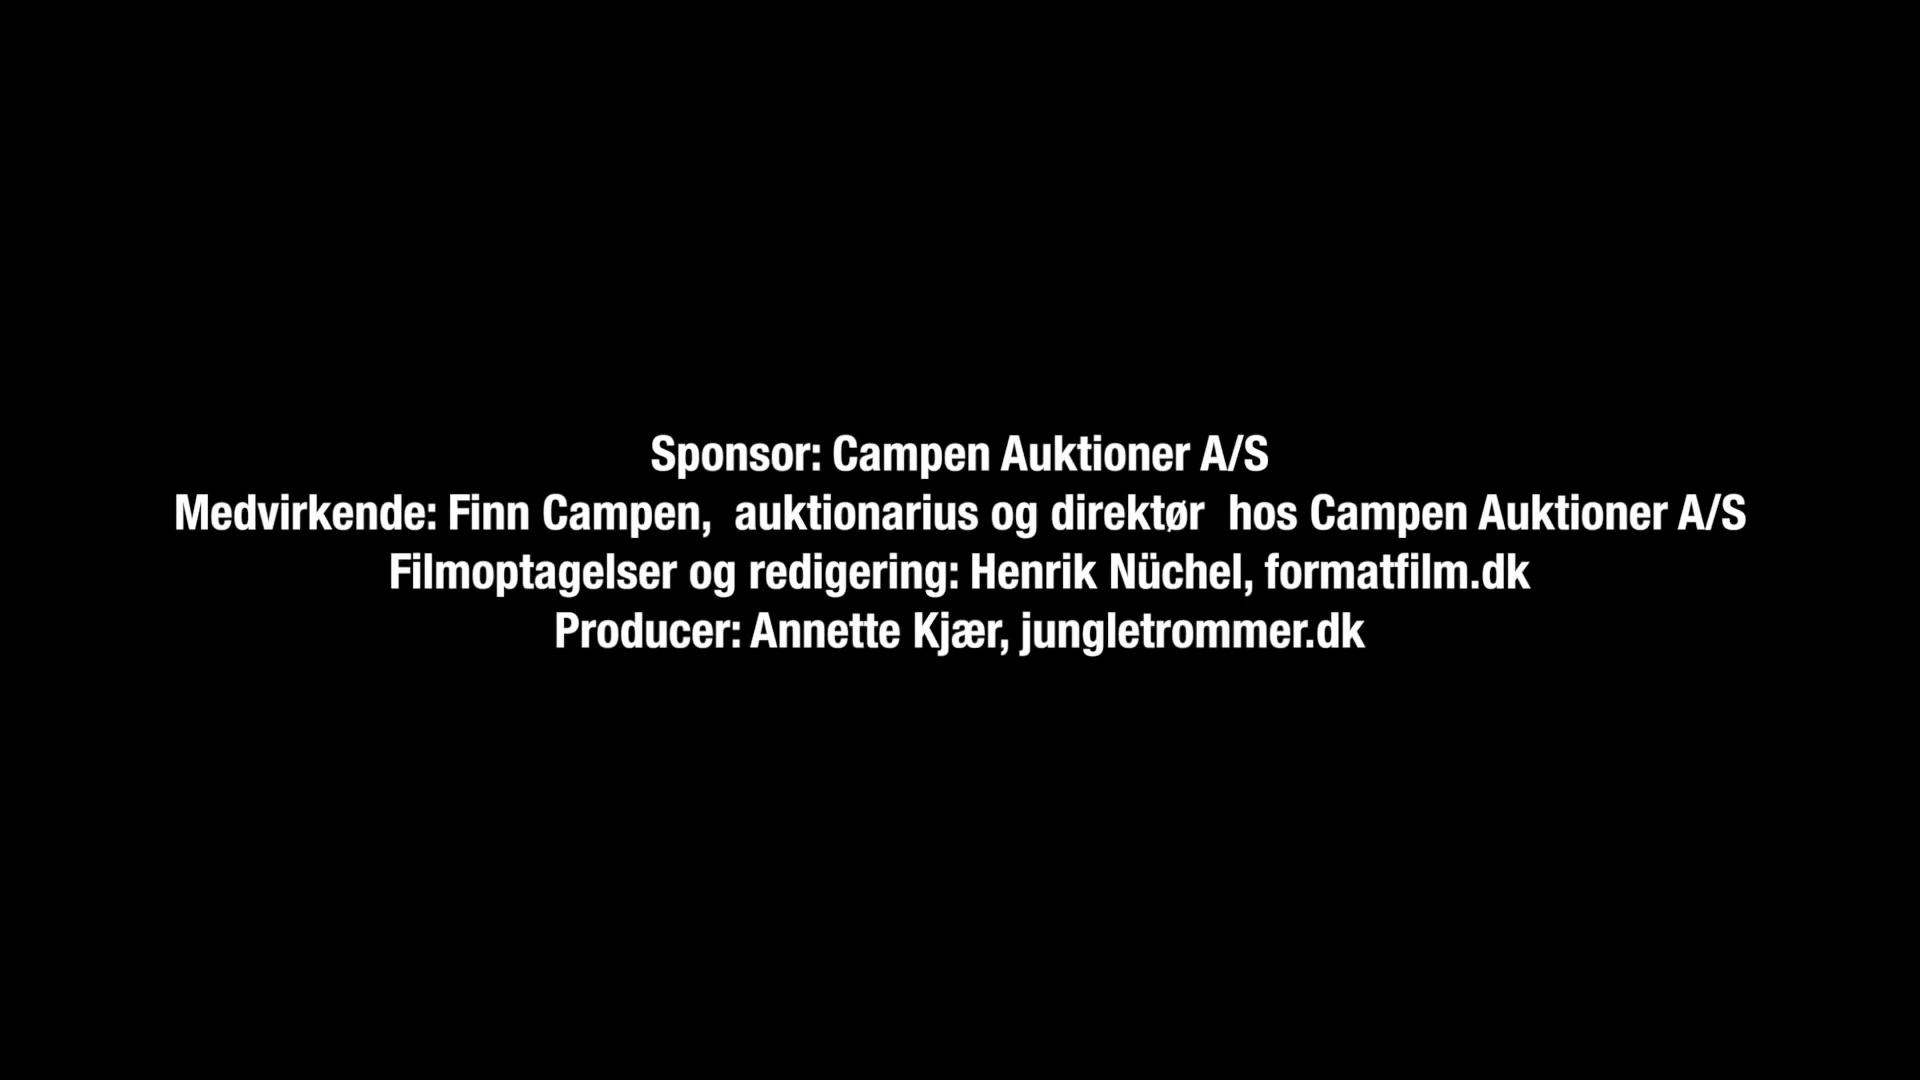 Sponsor: Campen Auktioner A/S
Medvirkende: Finn Campen,  auktionarius og direktør  hos Campen Auktioner A/S
Filmoptagelser og redigering: Henrik Nüchel, formatfilm.dk
Producer: Annette Kjær, jungletrommer.dk